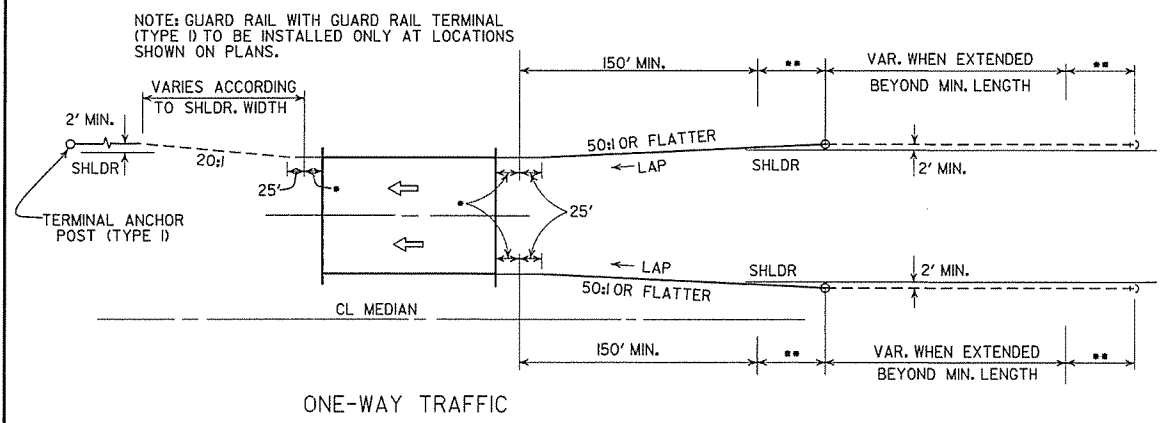 NOTE: GUARD RAIL WITH GUARD RAIL TERMINAL
(TYPE I) TO BE INSTALLED ONLY AT LOCATIONS
SHOWN ON PLANS.
150' MIN.
**
VAR. WHEN EXTENDED
BEYOND MIN. LENGTH
**
VARIES ACCORDING
TO SHLDR. WIDTH
2' MIN.
20:1
SHLDR
25'
*
TERMINAL ANCHOR
POST (TYPE I)
50:1 OR FLATTER
LAP
SHLDR
2' MIN.
*
25'
LAP
SHLDR
2' MIN.
50:1 OR FLATTER
CL MEDIAN
150' MIN.
**
VAR. WHEN EXTENDED
BEYOND MIN. LENGTH
**
ONE-WAY TRAFFIC